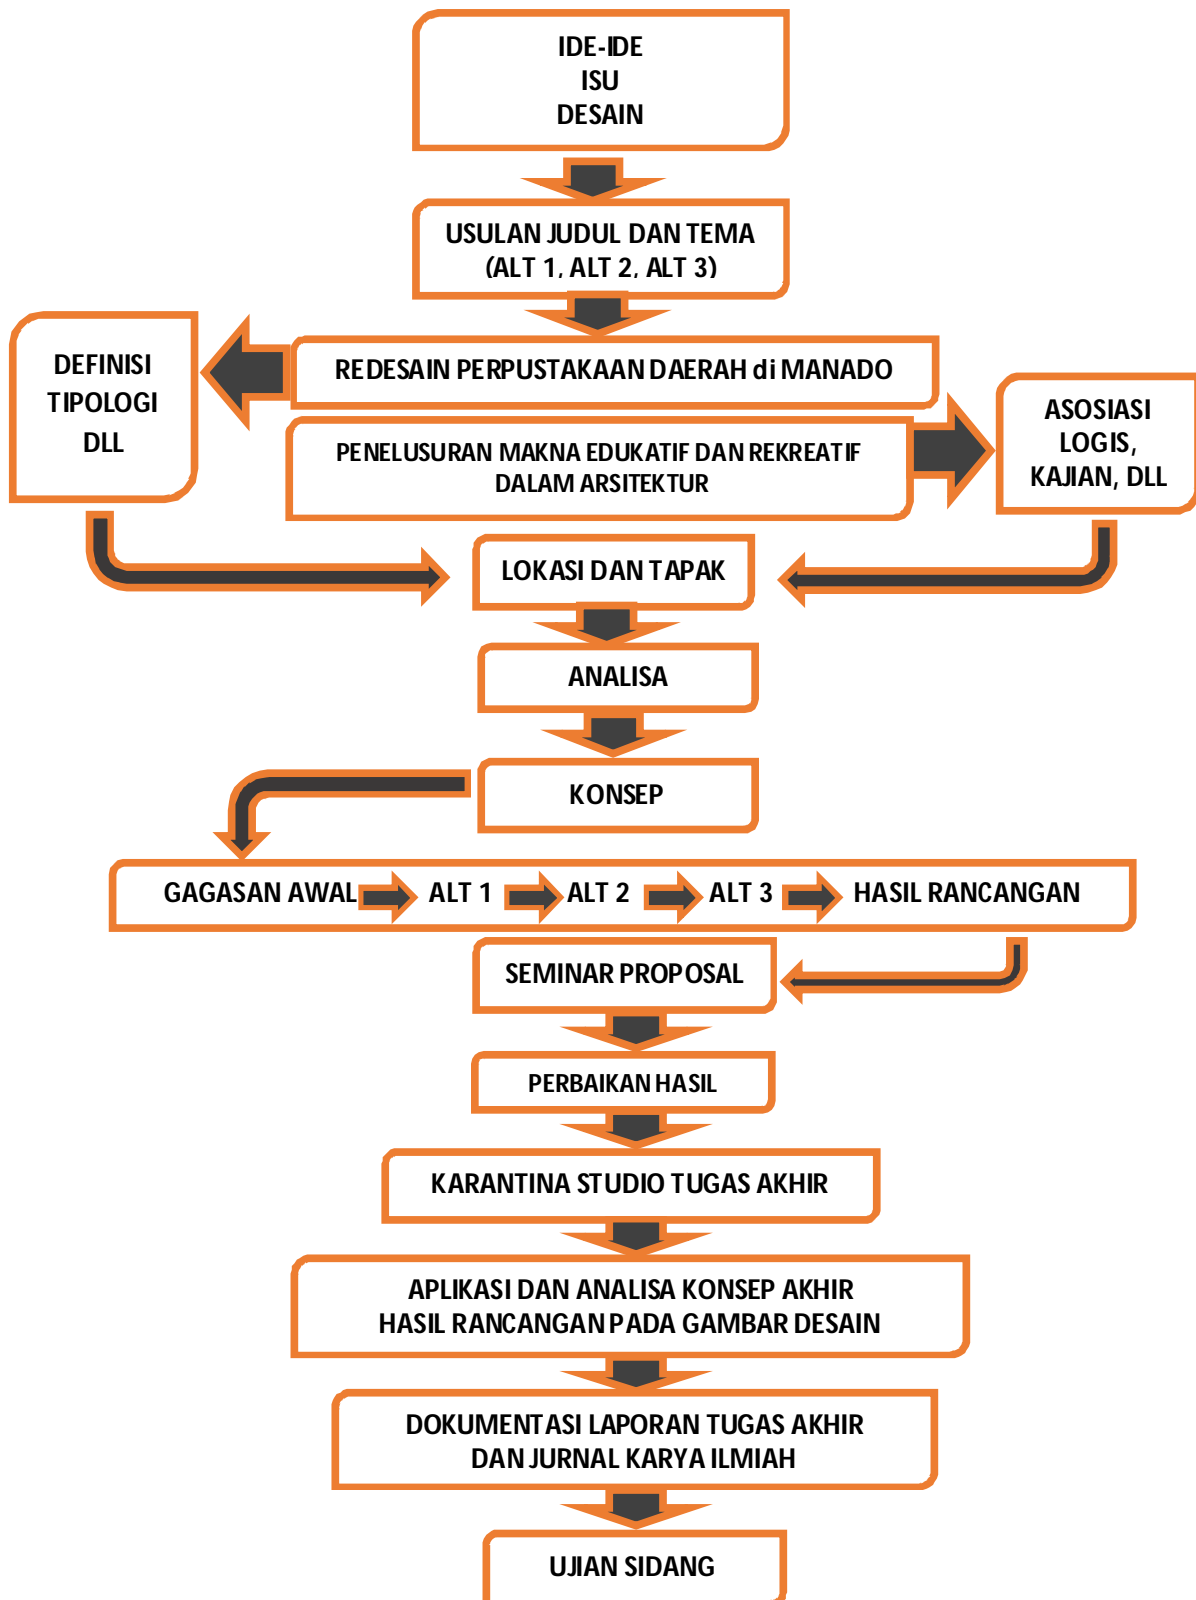 IDE-IDE
ISU
DESAIN
USULAN JUDUL DAN TEMA
(ALT 1, ALT 2, ALT 3)
DEFINISI
TIPOLOGI
DLL
REDESAIN PERPUSTAKAAN DAERAH di MANADO
PENELUSURAN MAKNA EDUKATIF DAN REKREATIF
DALAM ARSITEKTUR
ASOSIASI
LOGIS,
KAJIAN, DLL
LOKASI DAN TAPAK
ANALISA
KONSEP
GAGASAN AWAL ALT 1 ALT 2 ALT 3 HASIL RANCANGAN
SEMINAR PROPOSAL
PERBAIKAN HASIL
KARANTINA STUDIO TUGAS AKHIR
APLIKASI DAN ANALISA KONSEP AKHIR
HASIL RANCANGAN PADA GAMBAR DESAIN
DOKUMENTASI LAPORAN TUGAS AKHIR
DAN JURNAL KARYA ILMIAH
UJIAN SIDANG